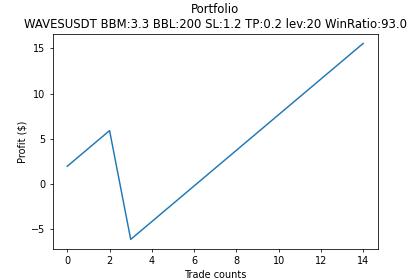 Portfolio
WAVESUSDT BBM:3.3 BBL:200 SL:1.2 TP:0.2 lev:20 WinRatio:93.0
15
10
5
0
−5
Profit ($)
0 2 4 6 8 10 12 14
Trade counts